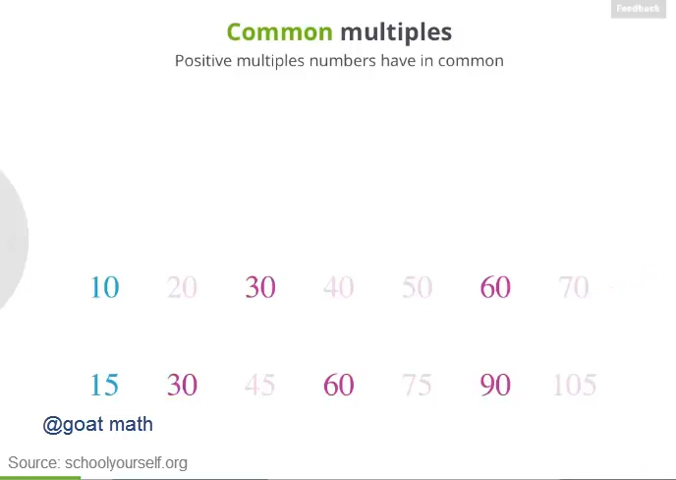 Feedback
Common multiples
Positive multiples numbers have in common
10 20 30 40 50 60 70
15 30 45 60 75 90 105
@goat math
Source: schoolyourself.org